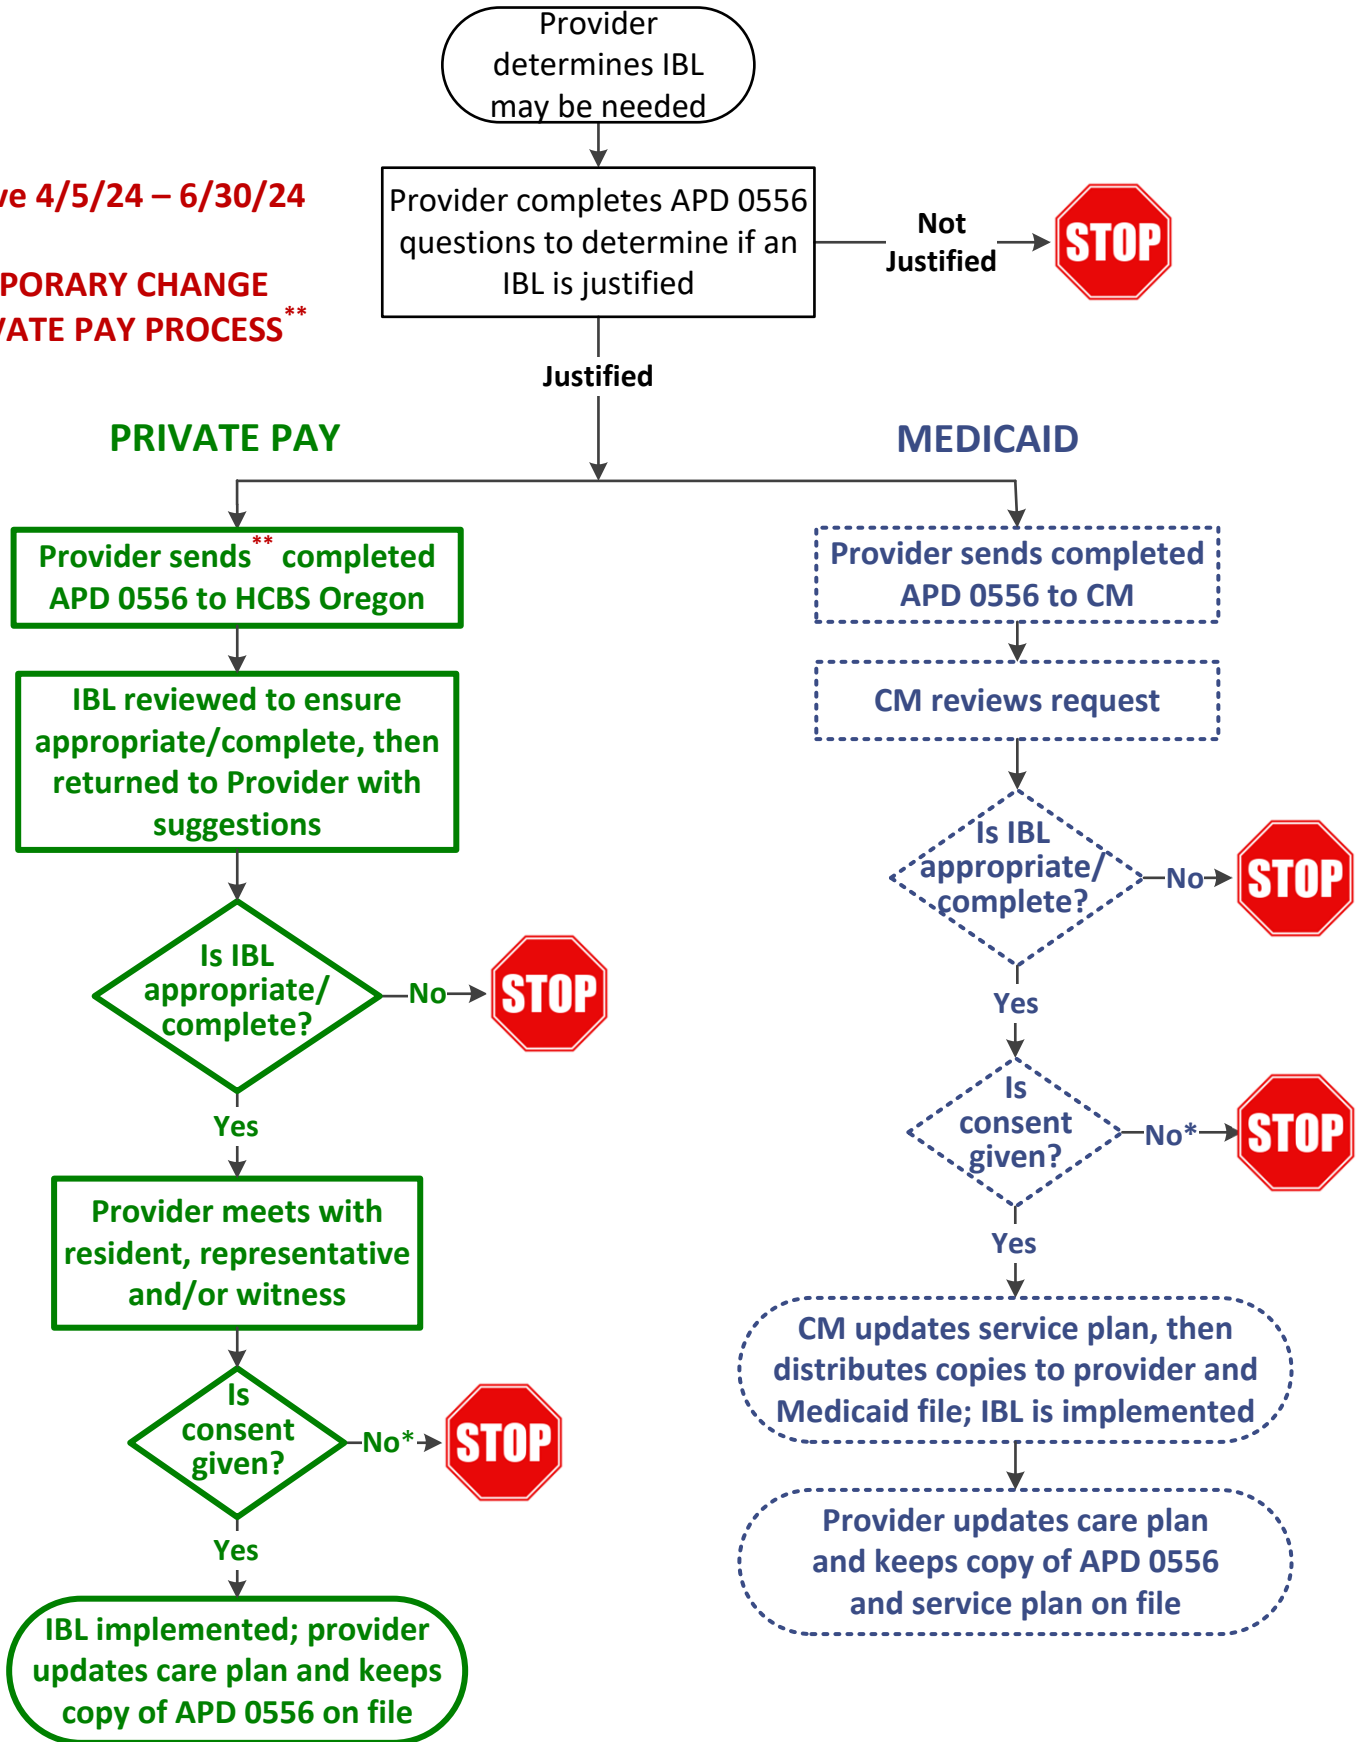 Provider
determines IBL
may be needed
4/5/24 – 6/30/24
CHANGE
PAY PROCESS**
Provider completes APD 0556
questions to determine if an
IBL is justified
Not
Justified
STOP
Justified
PRIVATE PAY
MEDICAID
Provider sends** completed
APD 0556 to HCBS Oregon
IBL reviewed to ensure
appropriate/complete, then
returned to Provider with
suggestions
Is IBL
appropriate/
complete?
No
STOP
Yes
Provider meets with
resident, representative
and/or witness
Is
consent
given?
No*
STOP
Yes
IBL implemented; provider
updates care plan and keeps
copy of APD 0556 on file
Provider sends completed
APD 0556 to CM
CM reviews request
Is IBL
appropriate/
complete?
No
STOP
Yes
Is
consent
given?
No*
STOP
Yes
CM updates service plan, then
distributes copies to provider and
Medicaid file; IBL is implemented
Provider updates care plan
and keeps copy of APD 0556
and service plan on file